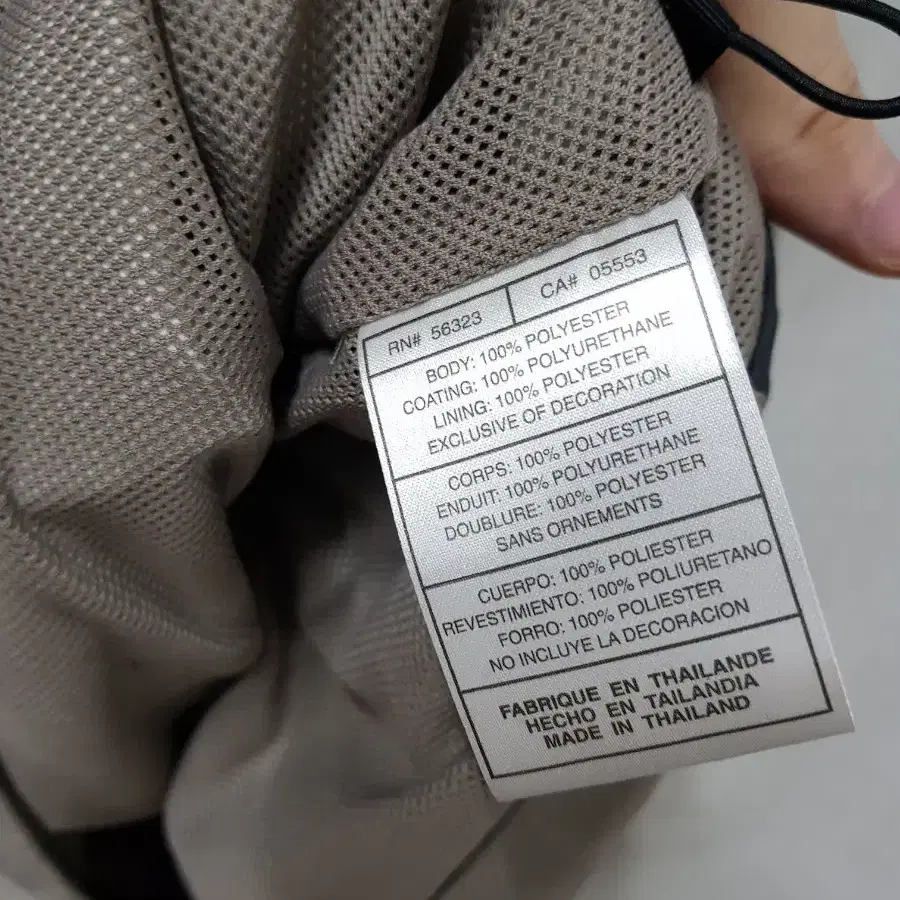 RN# 56323 CA# 05553
BODY: 100% POLYESTER
COATING: 100% POLYURETHANE
LINING: 100% POLYESTER
EXCLUSIVE OF DECORATION
CORPS: 100% POLYESTER
ENDUIT: 100% POLYURETHANE
DOUBLURE: 100% POLYESTER
SANS ORNEMENTS
CUERPO: 100% POLIESTER
REVESTIMIENTO: 100% POLIURETANO
FORRO: 100% POLIESTER
NO INCLUYE LA DECORACION
FABRIQUE EN THAILANDE
HECHO EN TAILANDIA
MADE IN THAILAND